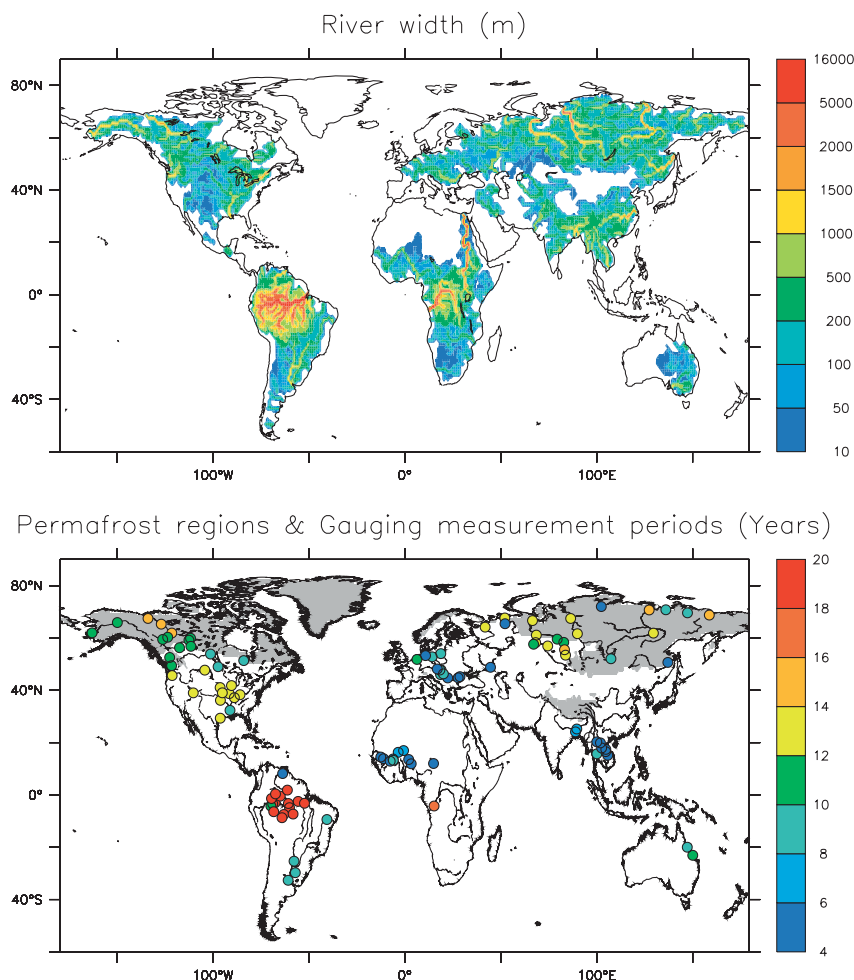 River width (m)
80°N
40°N
0°
40°S
100°W
0°
100°E
16000
5000
2000
1500
1000
500
200
100
50
10
Permafrost regions & Gauging measurement periods (Years)
80°N
40°N
0°
40°S
100°W
0°
100°E
20
18
16
14
12
10
8
6
4